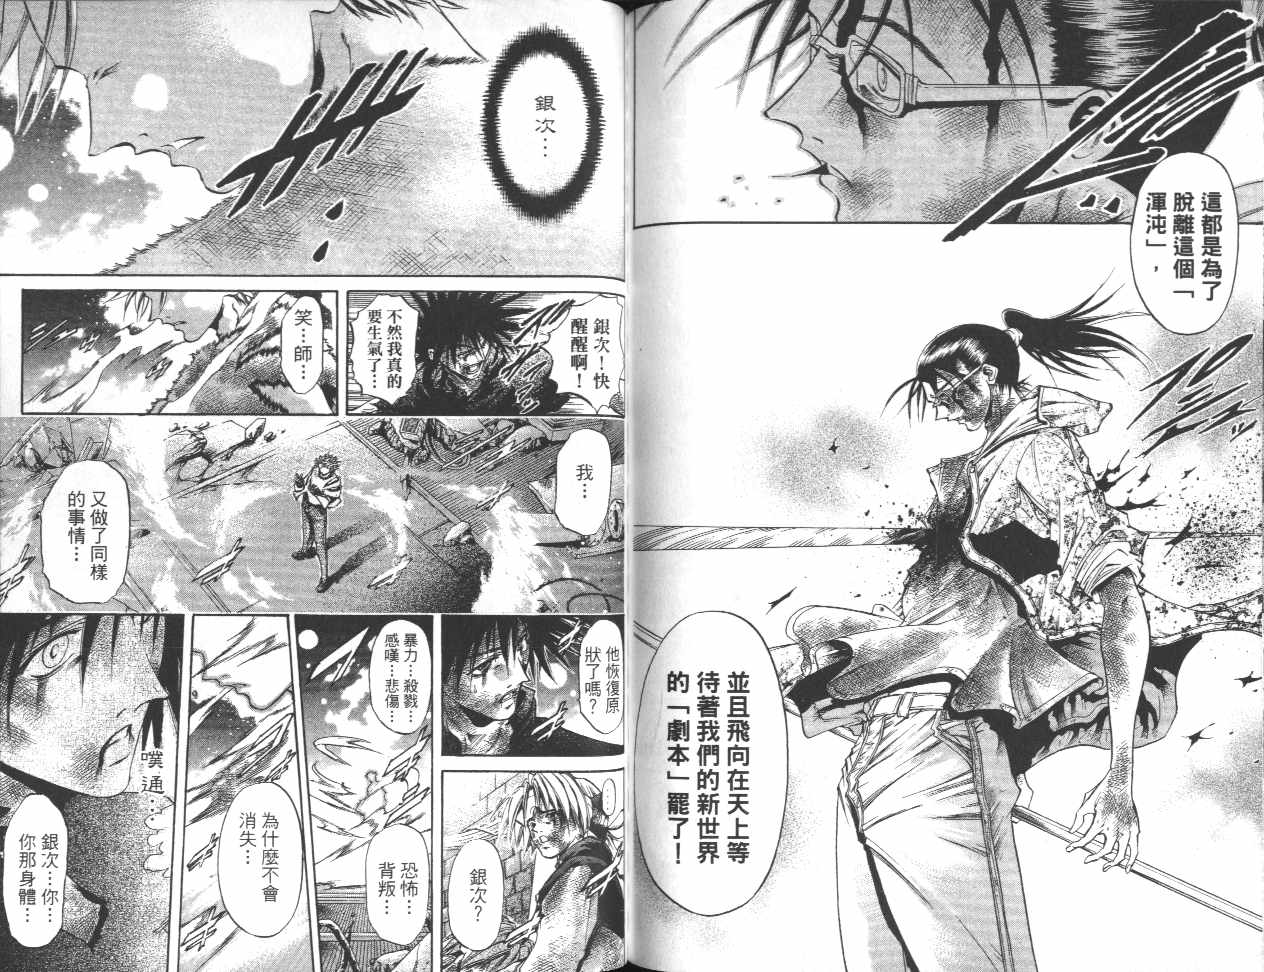 這都是為了
脫離這個「
渾沌」，
並且飛向在天上等
待著我們的新世界
的「劇本」罷了！
銀次…
銀次！快
醒醒啊！
不然我真的
要生氣了…
笑…師…
我…
又做了同樣
的事情…
他恢復原
狀了嗎？
……
銀次？
暴力…殺戮…
感嘆…悲傷…
恐怖…
背叛…
為什麼不會
消失…
噗通…
銀次…你…
你那身體…